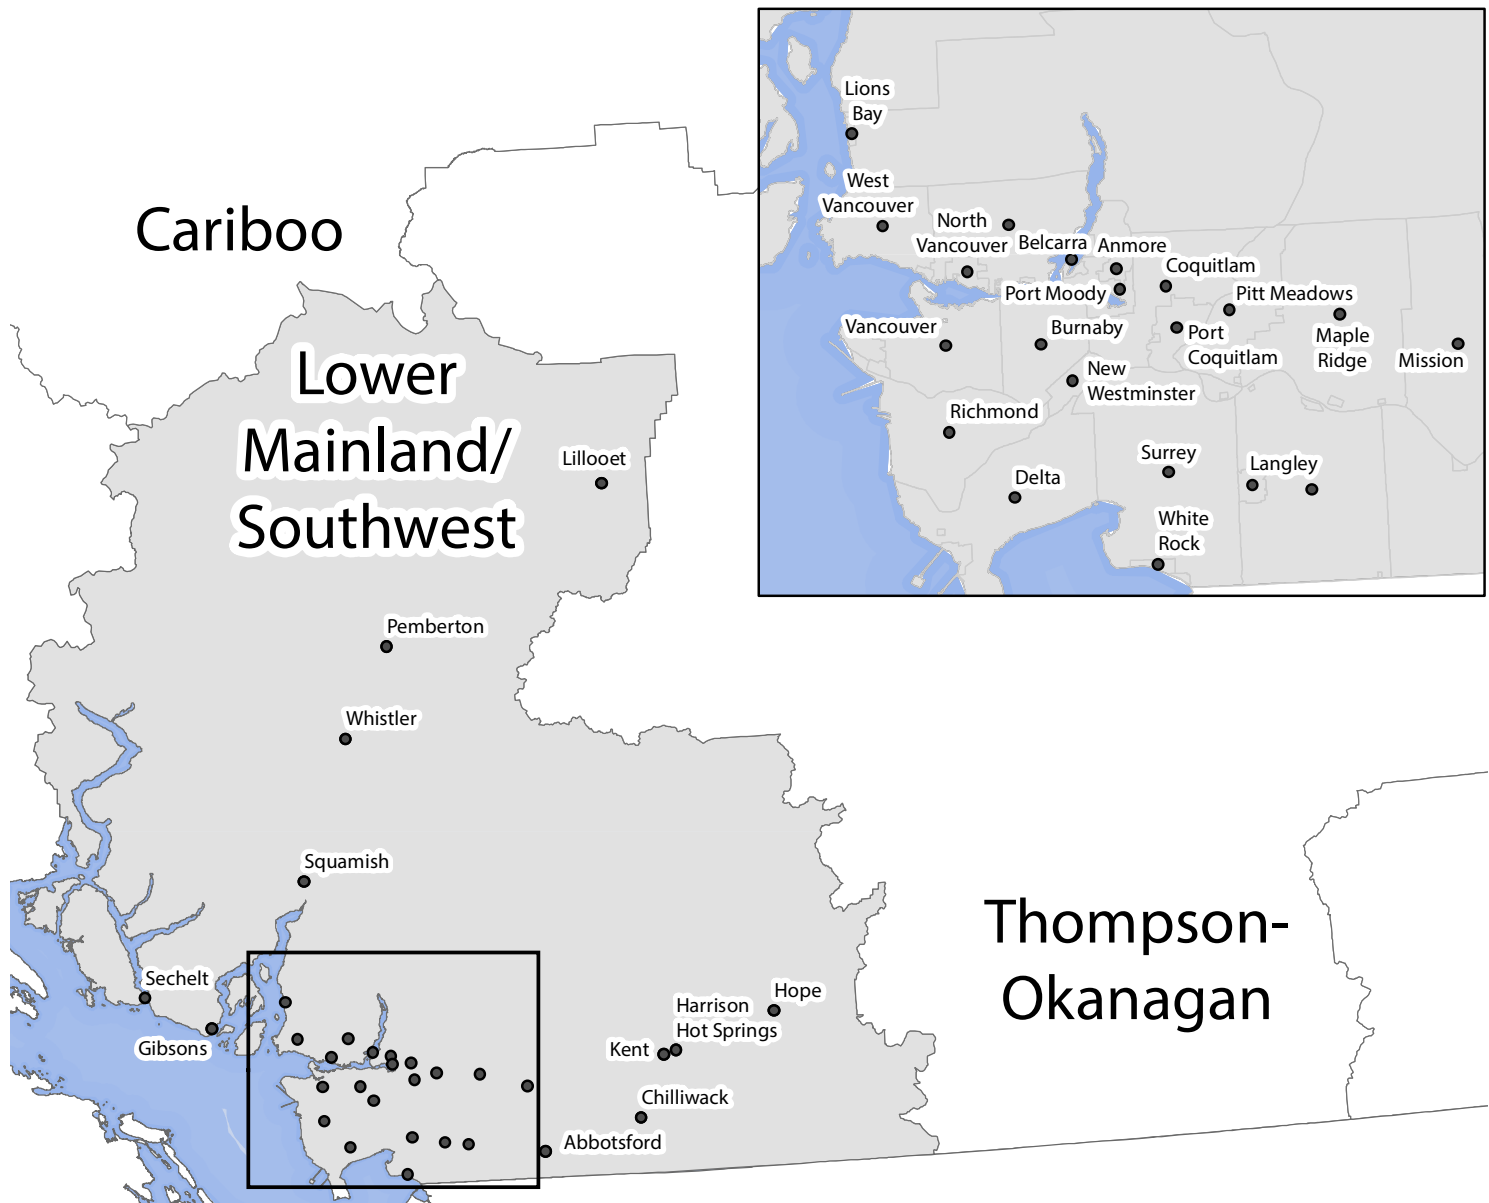 Cariboo
Lower
Mainland/
Southwest
Lillooet
Pemberton
Whistler
Squamish
Sechelt
Gibsons
Hope
Harrison
Hot Springs
Kent
Chilliwack
Abbotsford
Thompson-
Okanagan
Lions
Bay
West
Vancouver
North
Vancouver
Belcarra
Anmore
Coquitlam
Port Moody
Pitt Meadows
Vancouver
Burnaby
Port
Coquitlam
Maple
Ridge
Mission
New
Westminster
Richmond
Surrey
Langley
Delta
White
Rock